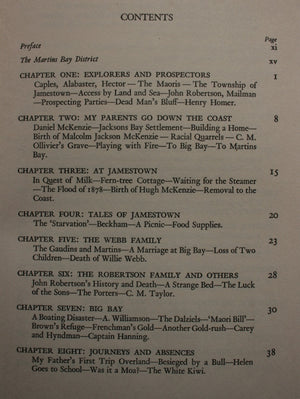 CONTENTS
Page
Preface xi
The Martins Bay District xv
CHAPTER ONE: EXPLORERS AND PROSPECTORS 1
Caples, Alabaster, Hector—The Maoris—The Township of
Jamestown—Access by Land and Sea—John Robertson, Mailman
—Prospecting Parties—Dead Man's Bluff—Henry Homer.
CHAPTER TWO: MY PARENTS GO DOWN THE COAST 8
Daniel McKenzie—Jacksons Bay Settlement—Building a Home—
Birth of Malcolm Jackson McKenzie—Racial Quarrels—C. M.
Ollivier's Grave—Playing with Fire—To Big Bay—To Martins
Bay.
CHAPTER THREE: AT JAMESTOWN 15
In Quest of Milk—Fern-tree Cottage—Waiting for the Steamer
—The Flood of 1878—Birth of Hugh McKenzie—Removal to the
Coast.
CHAPTER FOUR: TALES OF JAMESTOWN 20
The 'Starvation'—Beckham—A Picnic—Food Supplies.
CHAPTER FIVE: THE WEBB FAMILY 23
The Gaudins and Martins—A Marriage at Big Bay—Loss of Two
Children—Death of Willie Webb.
CHAPTER SIX: THE ROBERTSON FAMILY AND OTHERS 28
John Robertson's History and Death—A Strange Bed—The Luck
of the Sons—The Porters—C. M. Taylor.
CHAPTER SEVEN: BIG BAY 30
A Boating Disaster—A. Williamson—The Dalziels—'Maori Bill'—
Brown's Refuge—Frenchman's Gold—Another Gold-rush—Carey
and Hyndman—Captain Hanning.
CHAPTER EIGHT: JOURNEYS AND ABSENCES 38
My Father's First Trip Overland—Besieged by a Bull—Helen
Goes to School—Was it a Moa?—The White Kiwi.